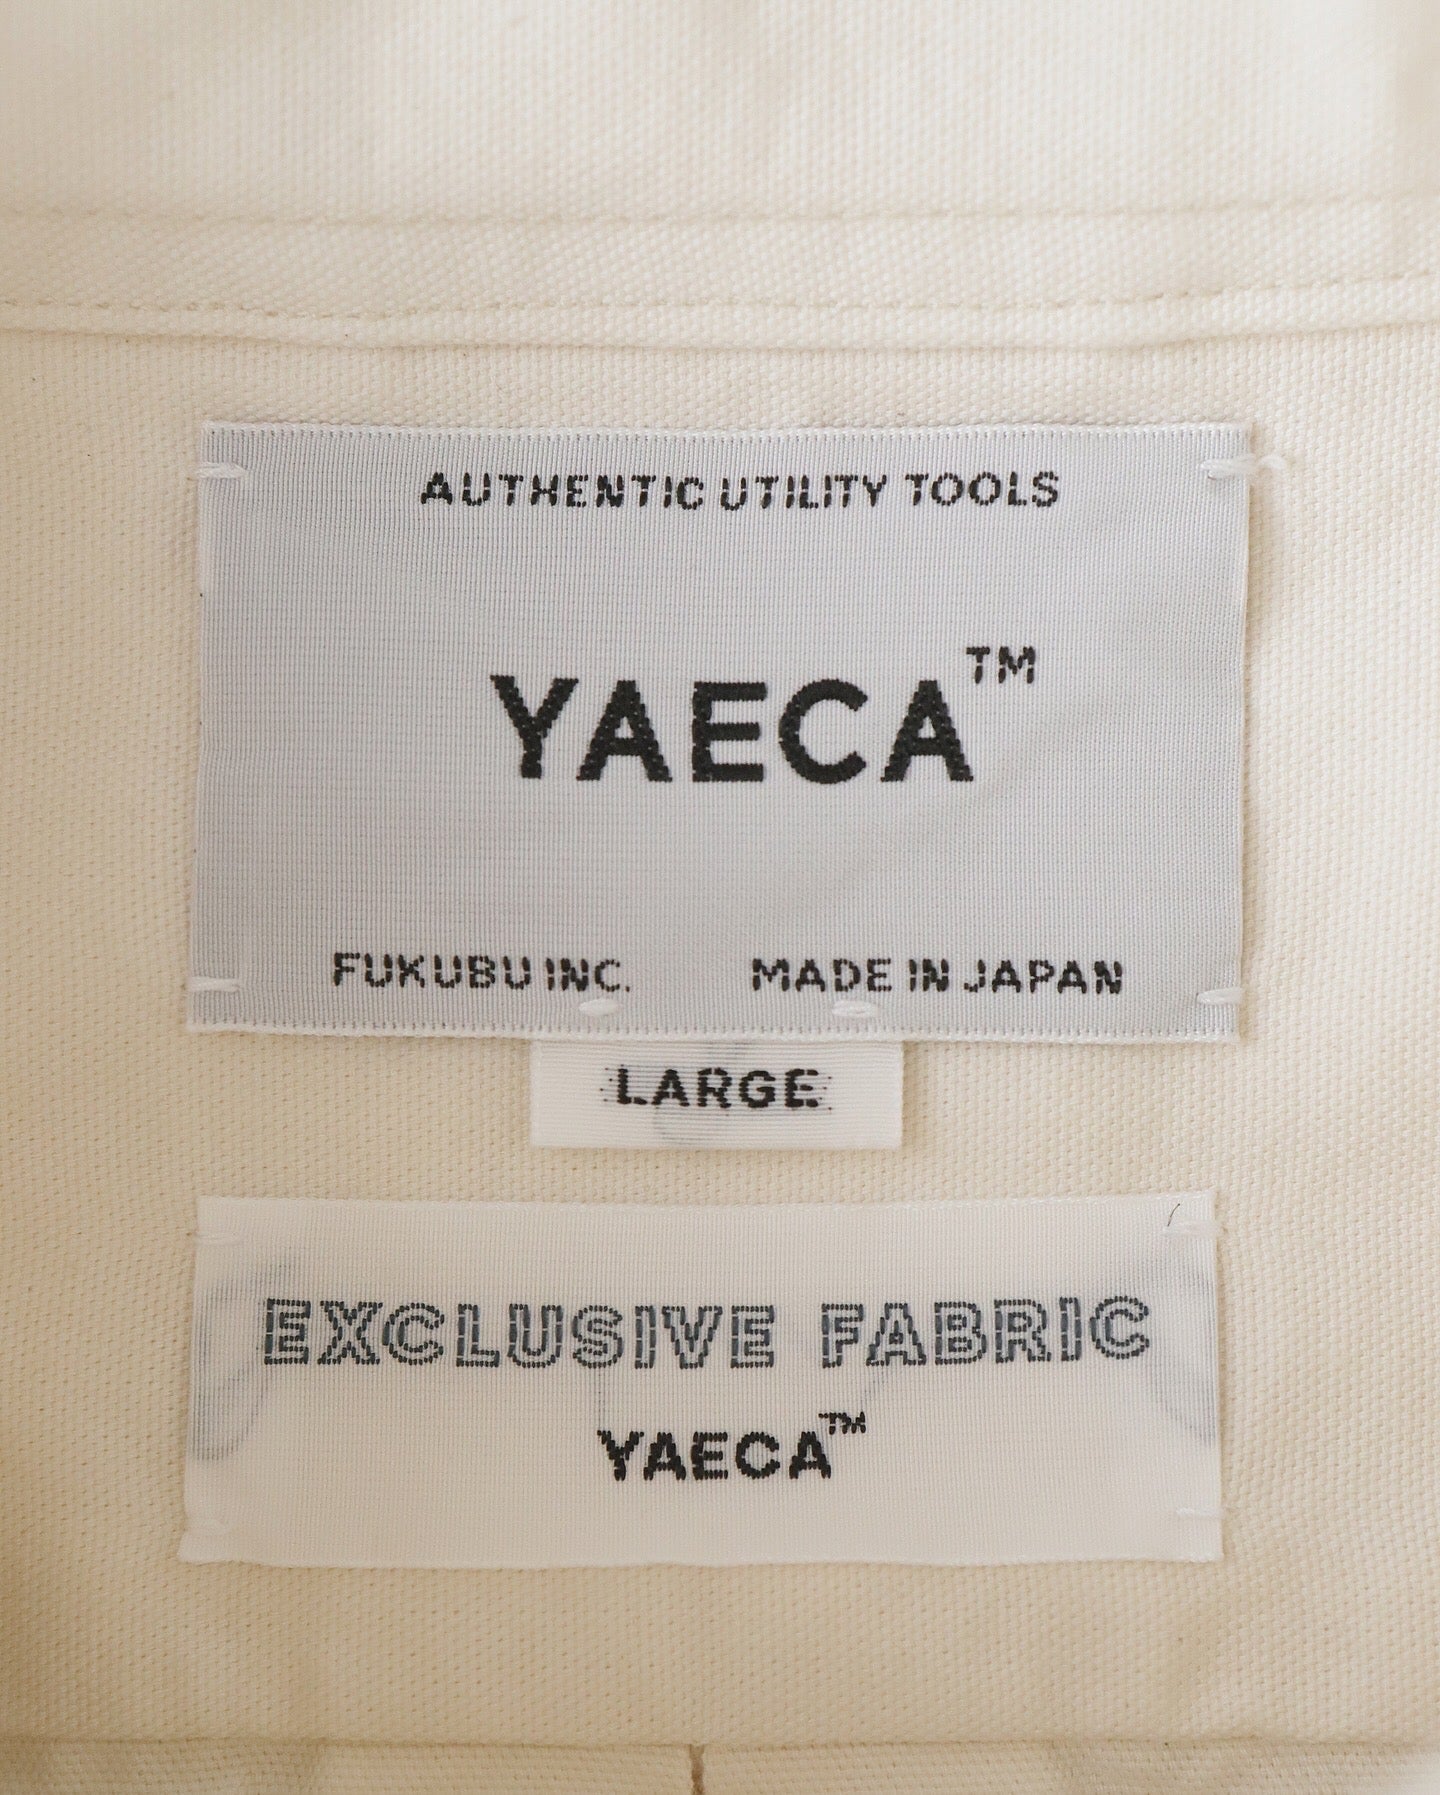 AUTHENTIC UTILITY TOOLS
YAECA™
FUKUBU INC. MADE IN JAPAN
LARGE
EXCLUSIVE FABRIC
YAECA™